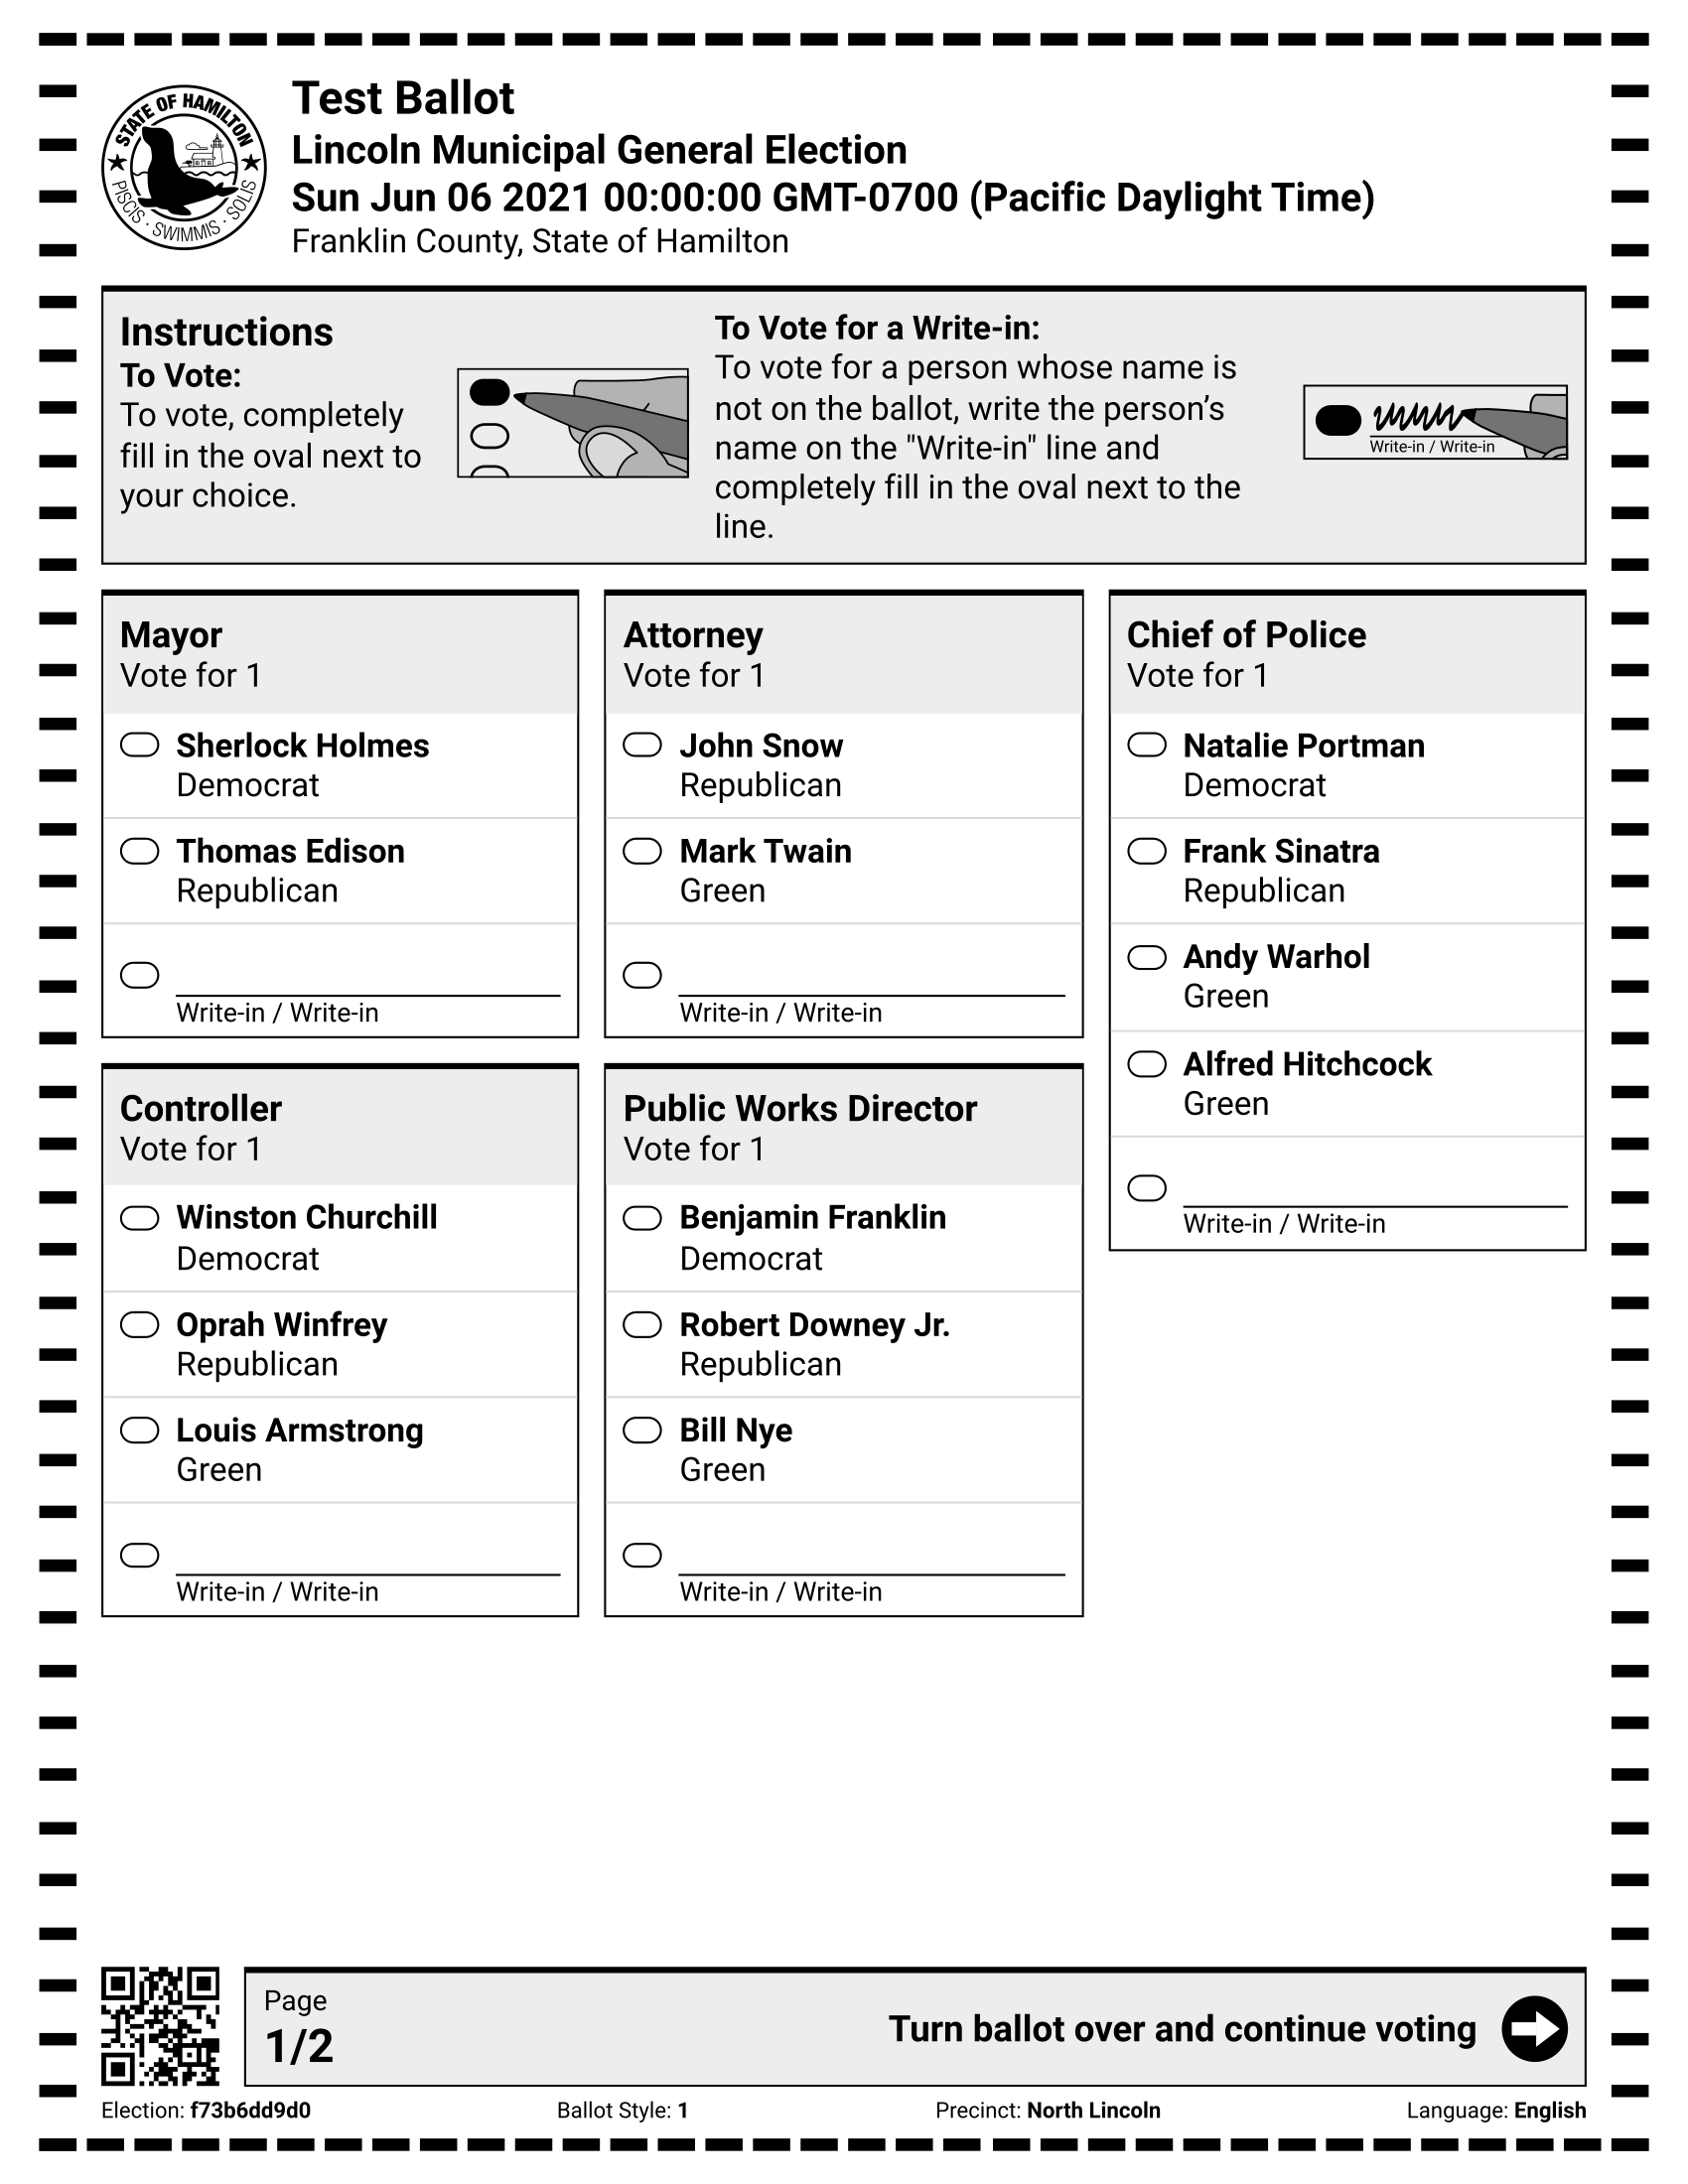 STATE OF HAMILTON
PISCIS · SWIMMIS · SOLIS
Test Ballot
Lincoln Municipal General Election
Sun Jun 06 2021 00:00:00 GMT-0700 (Pacific Daylight Time)
Franklin County, State of Hamilton
Instructions
To Vote:
To vote, completely
fill in the oval next to
your choice.
To Vote for a Write-in:
To vote for a person whose name is
not on the ballot, write the person’s
name on the "Write-in" line and
completely fill in the oval next to the
line.
Write-in / Write-in
Mayor
Vote for 1
Sherlock Holmes
Democrat
Thomas Edison
Republican
Write-in / Write-in
Controller
Vote for 1
Winston Churchill
Democrat
Oprah Winfrey
Republican
Louis Armstrong
Green
Write-in / Write-in
Attorney
Vote for 1
John Snow
Republican
Mark Twain
Green
Write-in / Write-in
Public Works Director
Vote for 1
Benjamin Franklin
Democrat
Robert Downey Jr.
Republican
Bill Nye
Green
Write-in / Write-in
Chief of Police
Vote for 1
Natalie Portman
Democrat
Frank Sinatra
Republican
Andy Warhol
Green
Alfred Hitchcock
Green
Write-in / Write-in
Page
1/2
Turn ballot over and continue voting
Election: f73b6dd9d0
Ballot Style: 1
Precinct: North Lincoln
Language: English